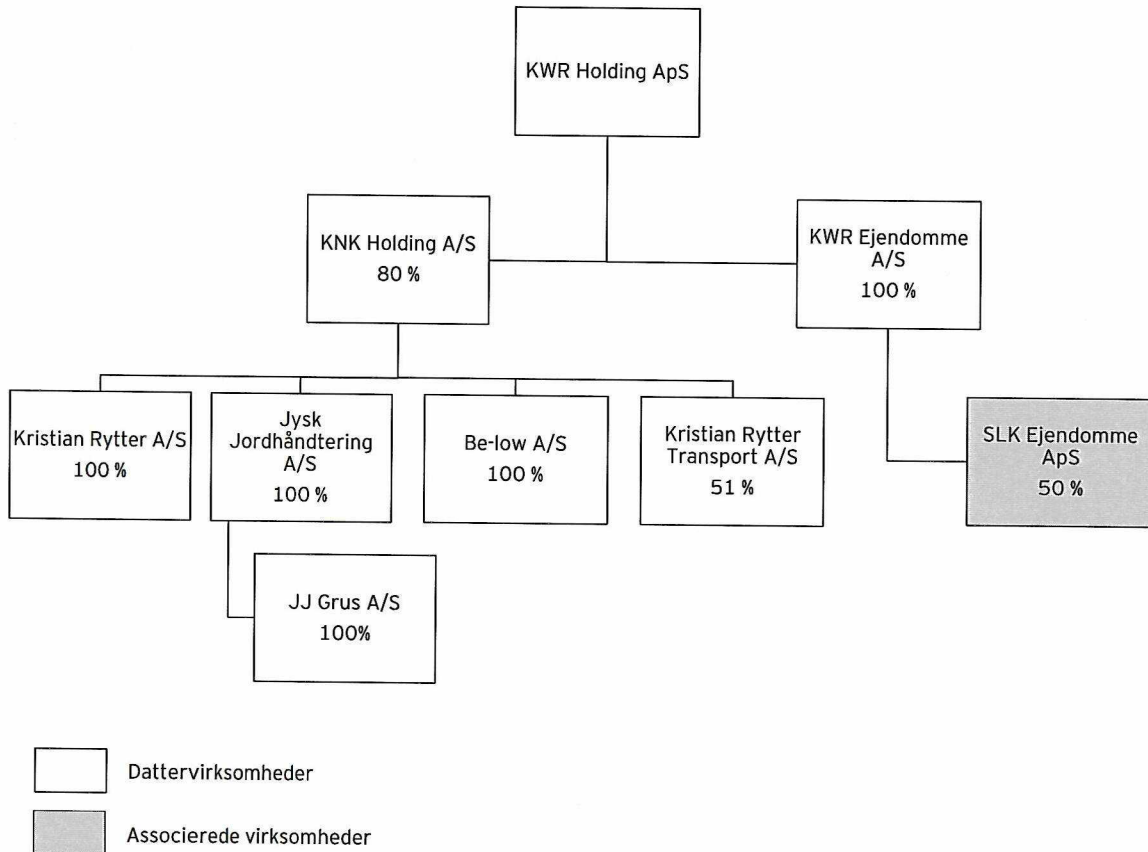 KWR Holding ApS
KNK Holding A/S
80 %
KWR Ejendomme
A/S
100 %
Kristian Rytter A/S
100 %
Jysk
Jordhåndtering
A/S
100 %
Be-low A/S
100 %
Kristian Rytter
Transport A/S
51 %
SLK Ejendomme
ApS
50 %
JJ Grus A/S
100%
Dattervirksomheder
Associerede virksomheder